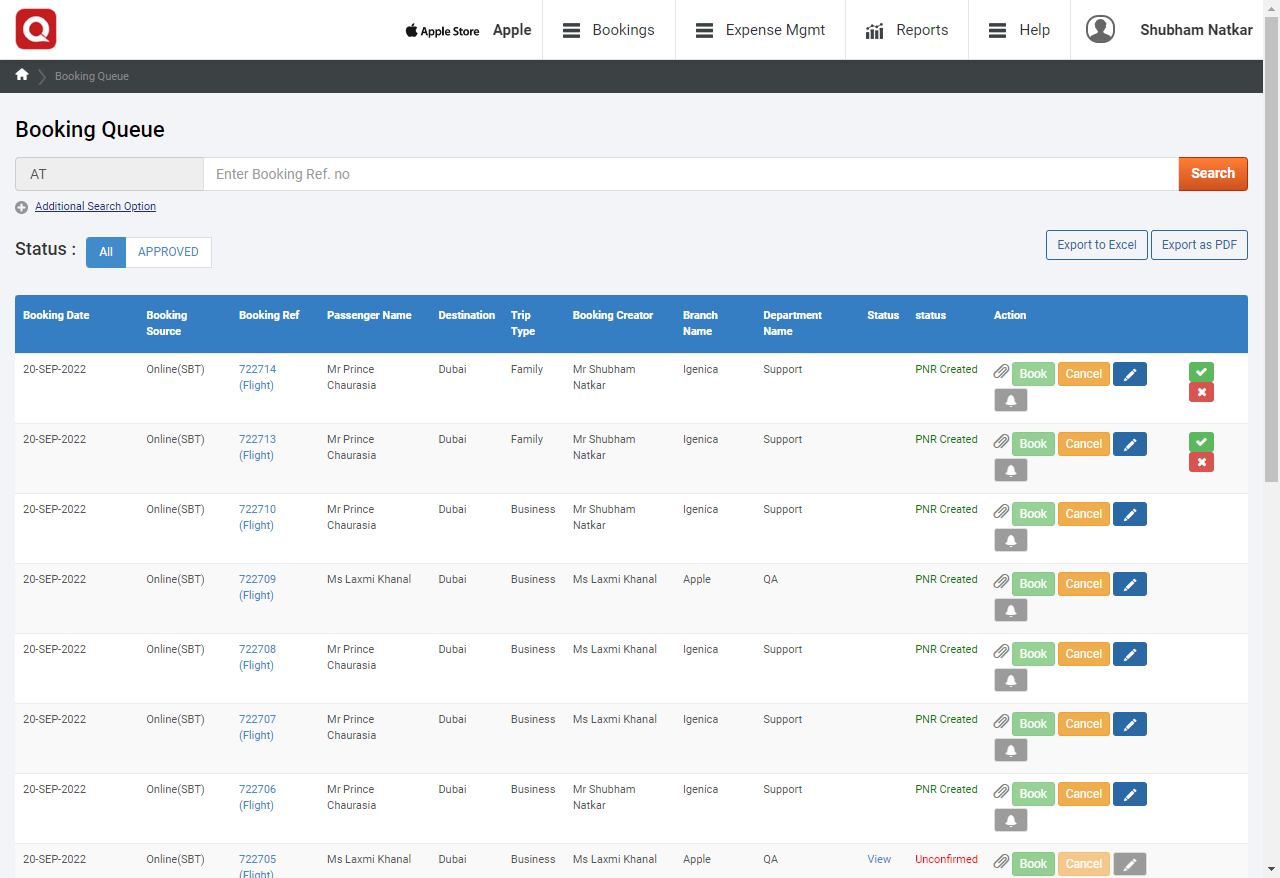 Q Apple Store Apple Bookings Expense Mgmt Reports Help Shubham Natkar
Booking Queue
Booking Queue
AT Enter Booking Ref. no Search
Additional Search Option
Status : All APPROVED Export to Excel Export as PDF
Booking Date Booking Booking Ref Passenger Name Destination Trip Booking Creator Branch Department Status status Action
Source Type Name Name
20-SEP-2022 Online(SBT) 722714 Mr Prince Dubai Family Mr Shubham Igenica Support PNR Created Book Cancel
(Flight) Chaurasia Natkar
20-SEP-2022 Online(SBT) 722713 Mr Prince Dubai Family Mr Shubham Igenica Support PNR Created Book Cancel
(Flight) Chaurasia Natkar
20-SEP-2022 Online(SBT) 722710 Mr Prince Dubai Business Mr Shubham Igenica Support PNR Created Book Cancel
(Flight) Chaurasia Natkar
20-SEP-2022 Online(SBT) 722709 Ms Laxmi Khanal Dubai Business Ms Laxmi Khanal Apple QA PNR Created Book Cancel
(Flight)
20-SEP-2022 Online(SBT) 722708 Mr Prince Dubai Business Ms Laxmi Khanal Igenica Support PNR Created Book Cancel
(Flight) Chaurasia
20-SEP-2022 Online(SBT) 722707 Mr Prince Dubai Business Ms Laxmi Khanal Igenica Support PNR Created Book Cancel
(Flight) Chaurasia
20-SEP-2022 Online(SBT) 722706 Mr Prince Dubai Business Mr Shubham Igenica Support PNR Created Book Cancel
(Flight) Chaurasia Natkar
20-SEP-2022 Online(SBT) 722705 Ms Laxmi Khanal Dubai Business Ms Laxmi Khanal Apple QA View Unconfirmed Book Cancel
(Flight)